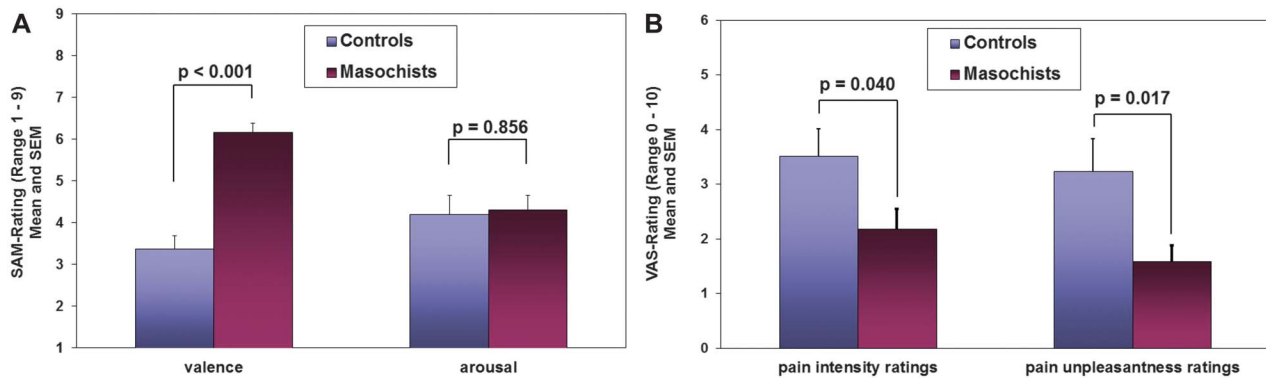 A
SAM-Rating (Range 1 - 9)
Mean and SEM
9
8
7
6
5
4
3
2
1
Controls
Masochists
p < 0.001
p = 0.856
valence
arousal
B
VAS-Rating (Range 0 - 10)
Mean and SEM
6
5
4
3
2
1
0
Controls
Masochists
p = 0.040
p = 0.017
pain intensity ratings
pain unpleasantness ratings